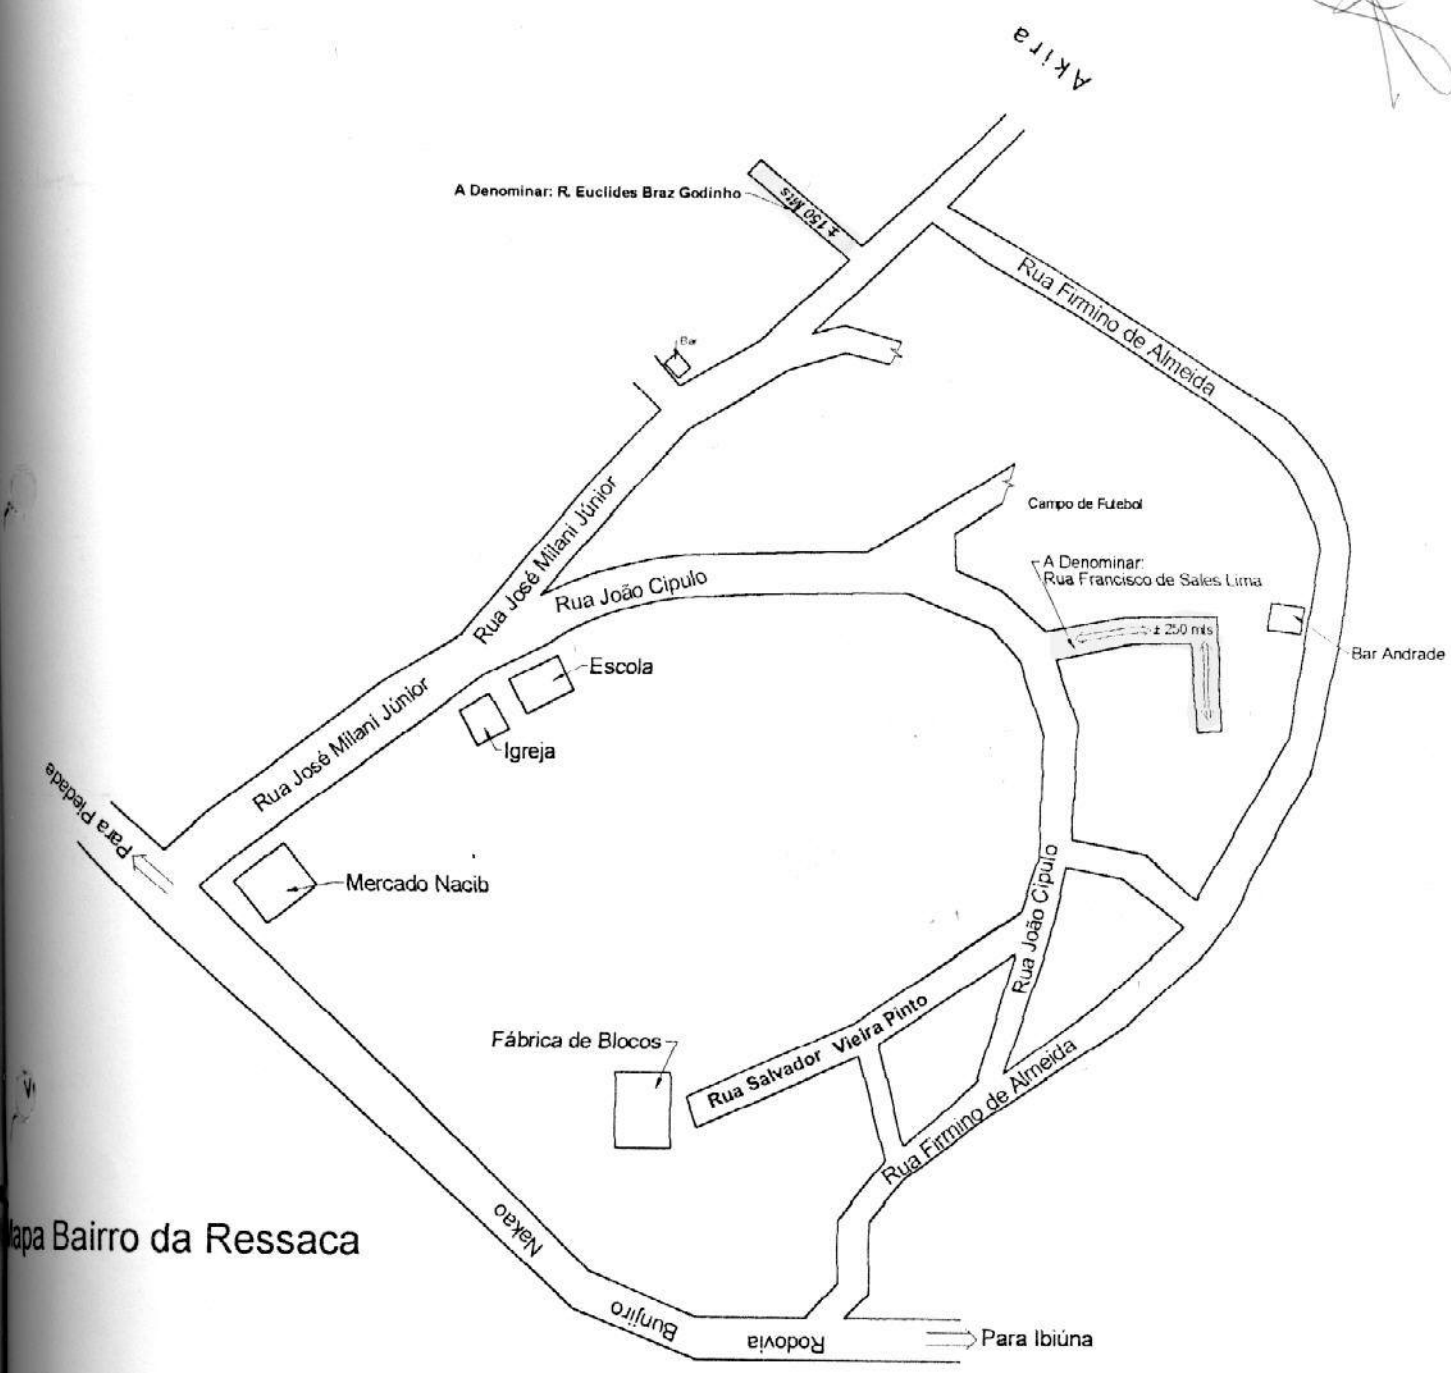 Akira
A Denominar: R. Euclides Braz Godinho
± 150 Mts
Rua Firmino de Almeida
Bar
Rua José Milani Júnior
Campo de Futebol
A Denominar:
Rua Francisco de Sales Lima
Rua João Cipulo
± 250 mts
Bar Andrade
Escola
Igreja
Rua José Milani Júnior
Para Piedade
Mercado Nacib
Rua João Cipulo
Fábrica de Blocos
Rua Salvador Vieira Pinto
Rua Firmino de Almeida
Bairro da Ressaca
Rodovia Bunjiro Nakao
Para Ibiúna